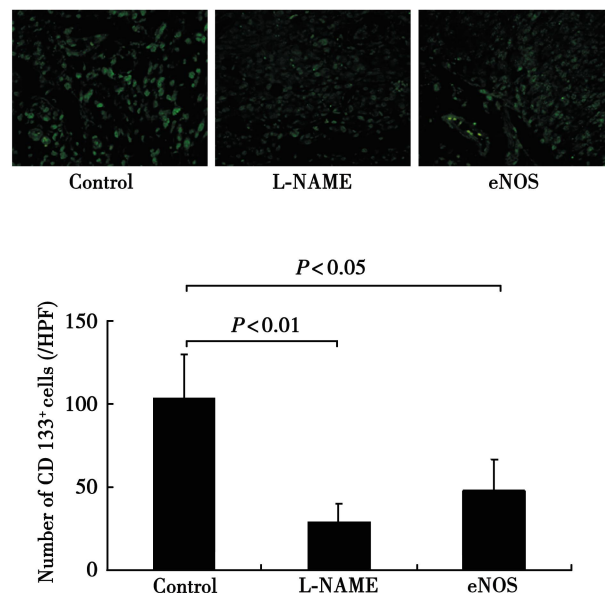 Control L-NAME eNOS
P<0.05
P<0.01
Number of CD 133⁺ cells (/HPF)
150
100
50
0
Control L-NAME eNOS